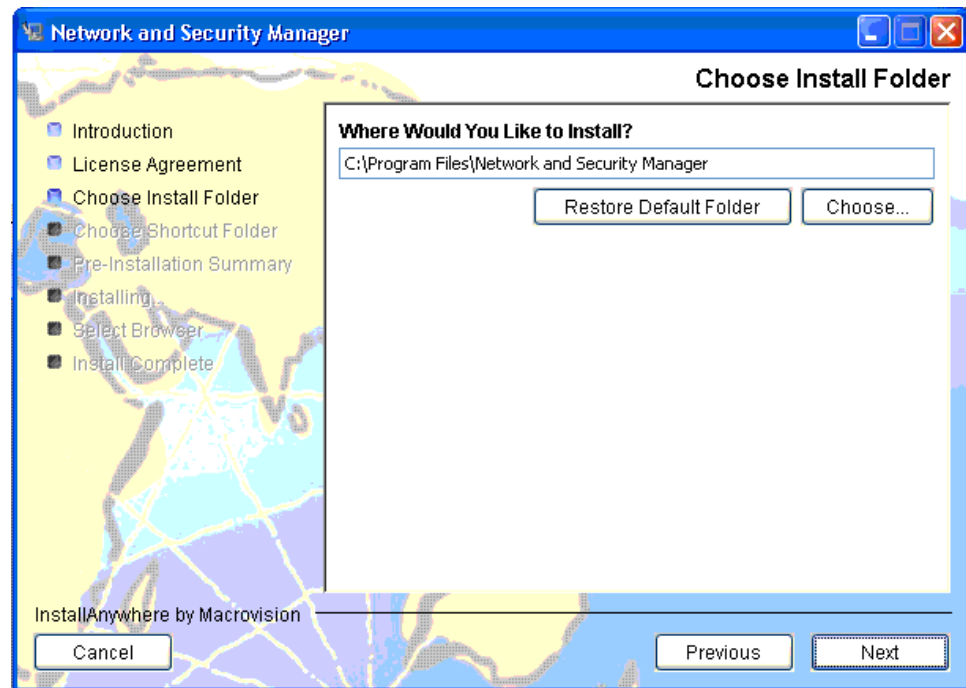 Network and Security Manager
Choose Install Folder
Introduction
License Agreement
Choose Install Folder
Choose Shortcut Folder
Pre-Installation Summary
Installing...
Select Browser
Install Complete
Where Would You Like to Install?
C:\Program Files\Network and Security Manager
Restore Default Folder
Choose...
InstallAnywhere by Macrovision
Cancel
Previous
Next